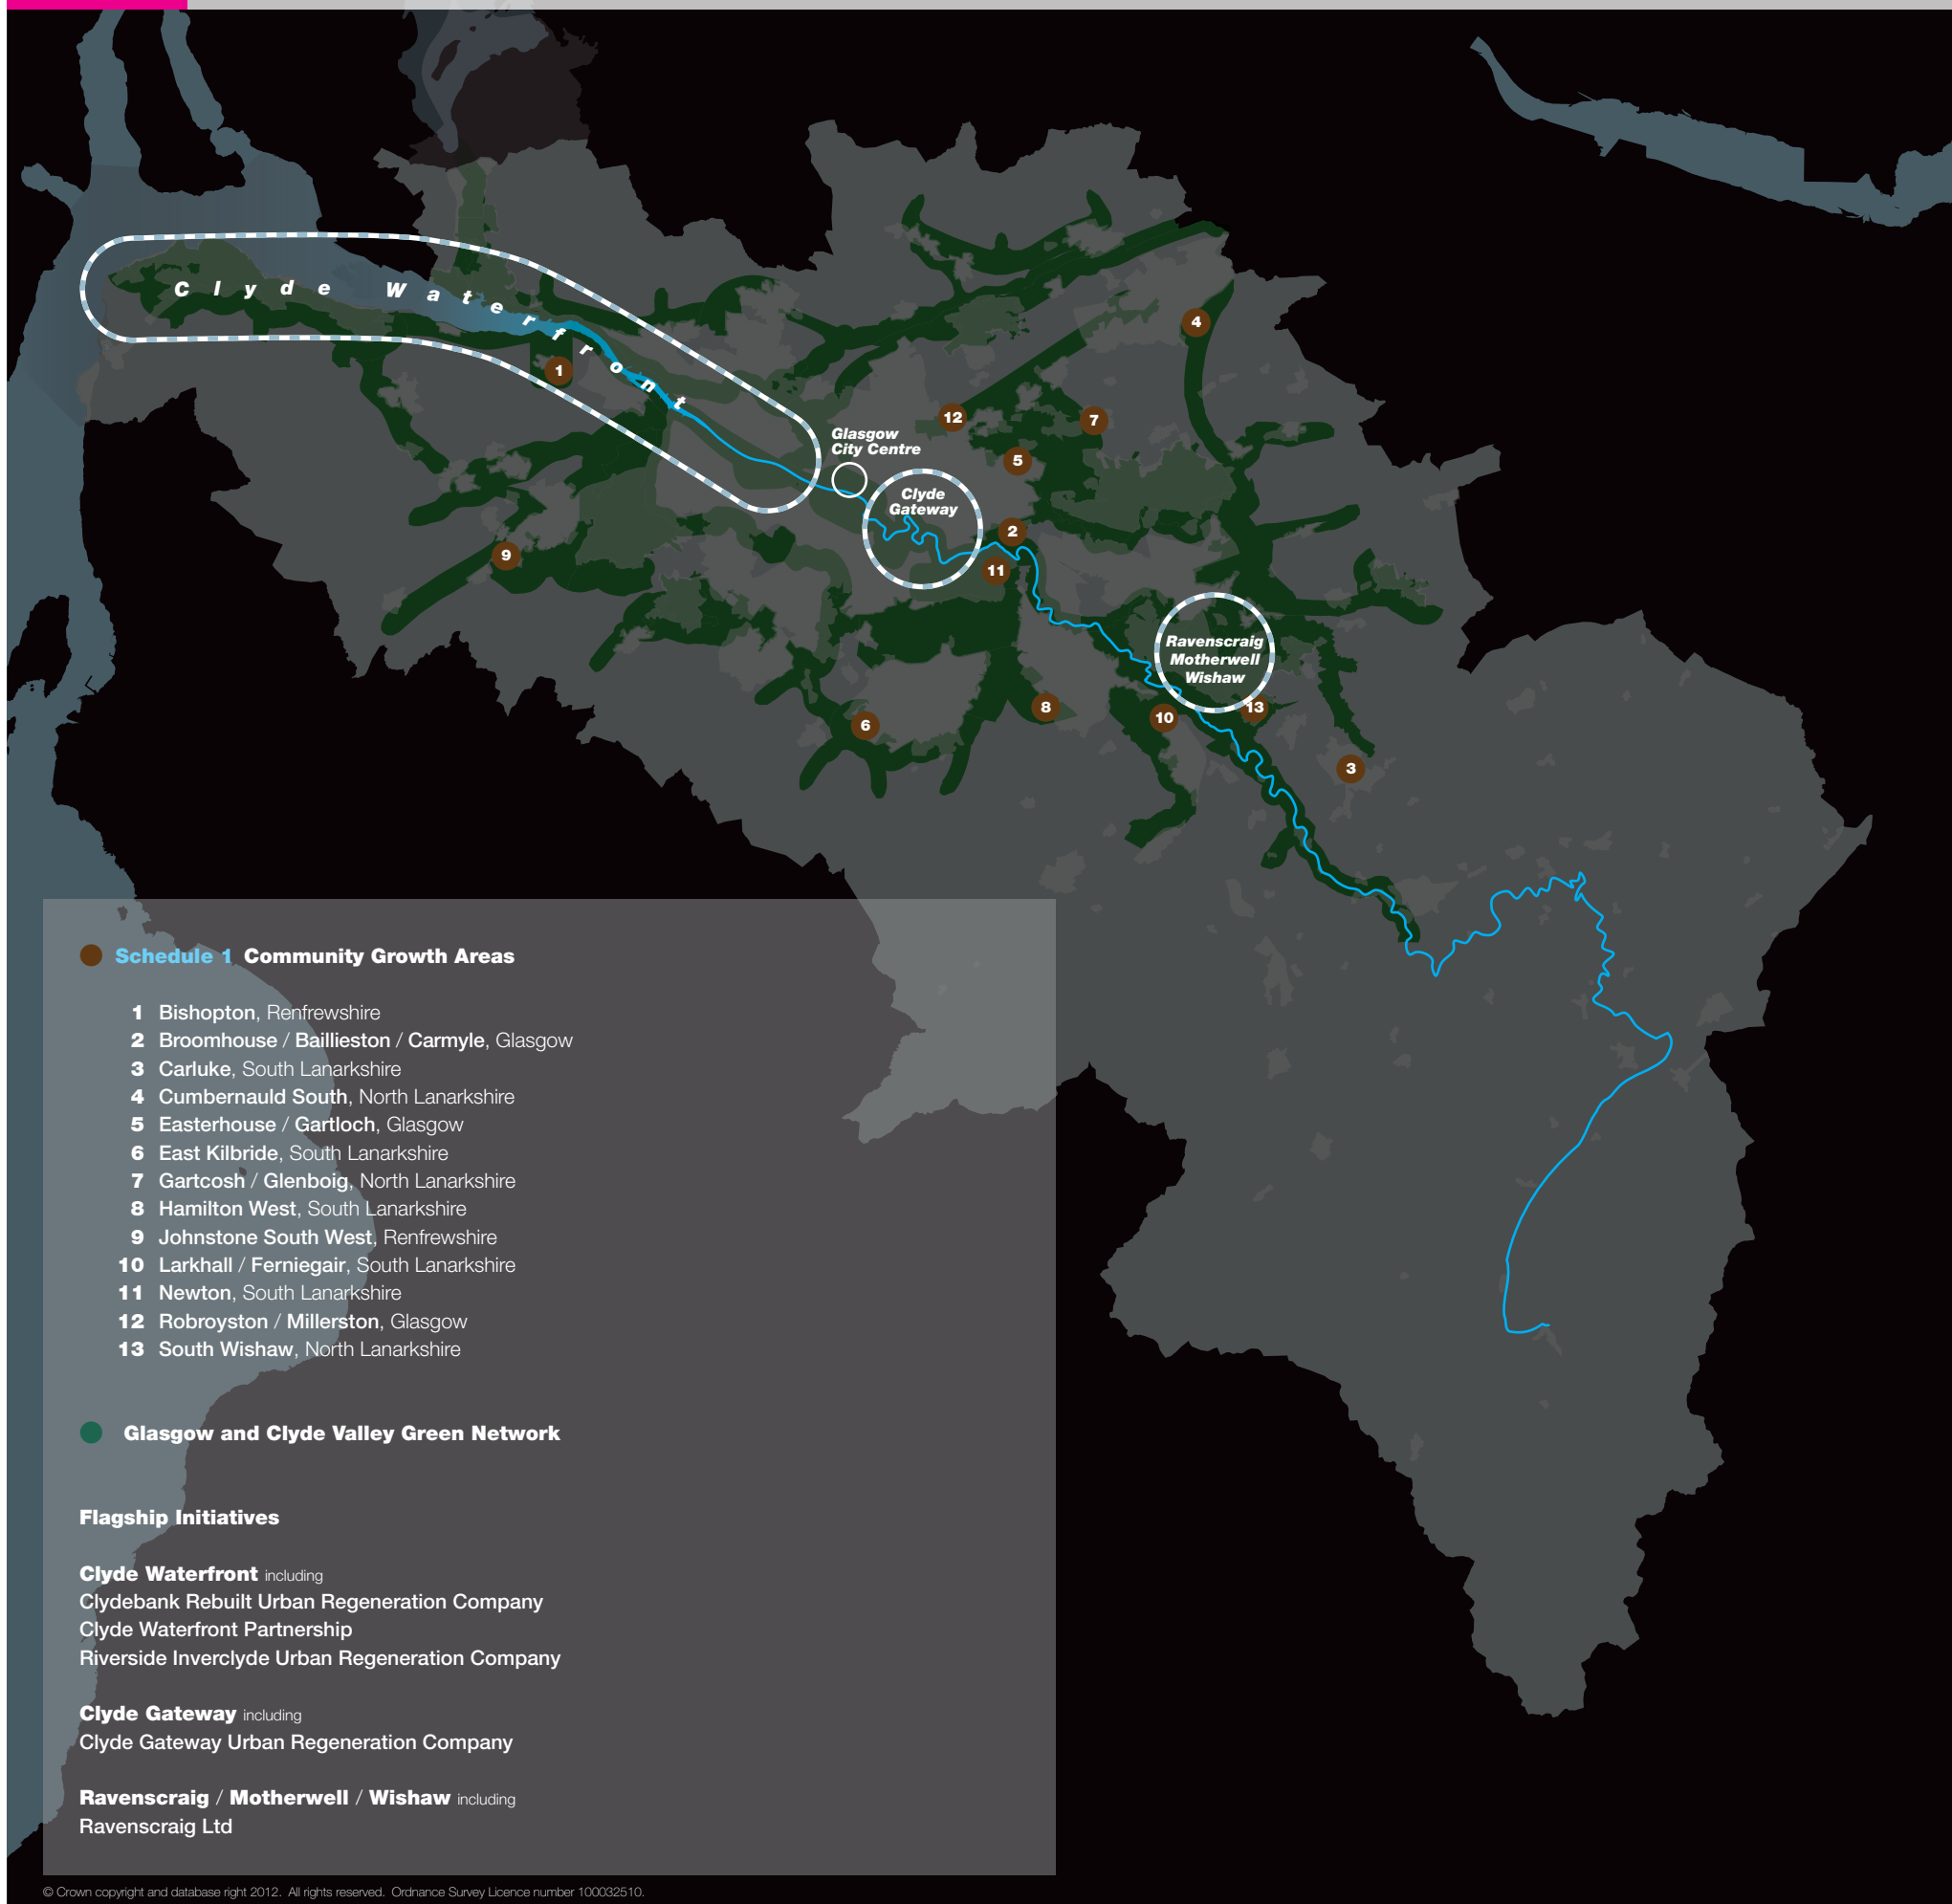 Clyde Waterfront
4
1
12
7
Glasgow
City Centre
5
Clyde
Gateway
2
9
11
Ravenscraig
Motherwell
Wishaw
8
13
10
6
3
Schedule 1 Community Growth Areas
1 Bishopton, Renfrewshire
2 Broomhouse / Baillieston / Carmyle, Glasgow
3 Carluke, South Lanarkshire
4 Cumbernauld South, North Lanarkshire
5 Easterhouse / Gartloch, Glasgow
6 East Kilbride, South Lanarkshire
7 Gartcosh / Glenboig, North Lanarkshire
8 Hamilton West, South Lanarkshire
9 Johnstone South West, Renfrewshire
10 Larkhall / Ferniegair, South Lanarkshire
11 Newton, South Lanarkshire
12 Robroyston / Millerston, Glasgow
13 South Wishaw, North Lanarkshire
Glasgow and Clyde Valley Green Network
Flagship Initiatives
Clyde Waterfront including
Clydebank Rebuilt Urban Regeneration Company
Clyde Waterfront Partnership
Riverside Inverclyde Urban Regeneration Company
Clyde Gateway including
Clyde Gateway Urban Regeneration Company
Ravenscraig / Motherwell / Wishaw including
Ravenscraig Ltd
© Crown copyright and database right 2012. All rights reserved. Ordnance Survey Licence number 100032510.